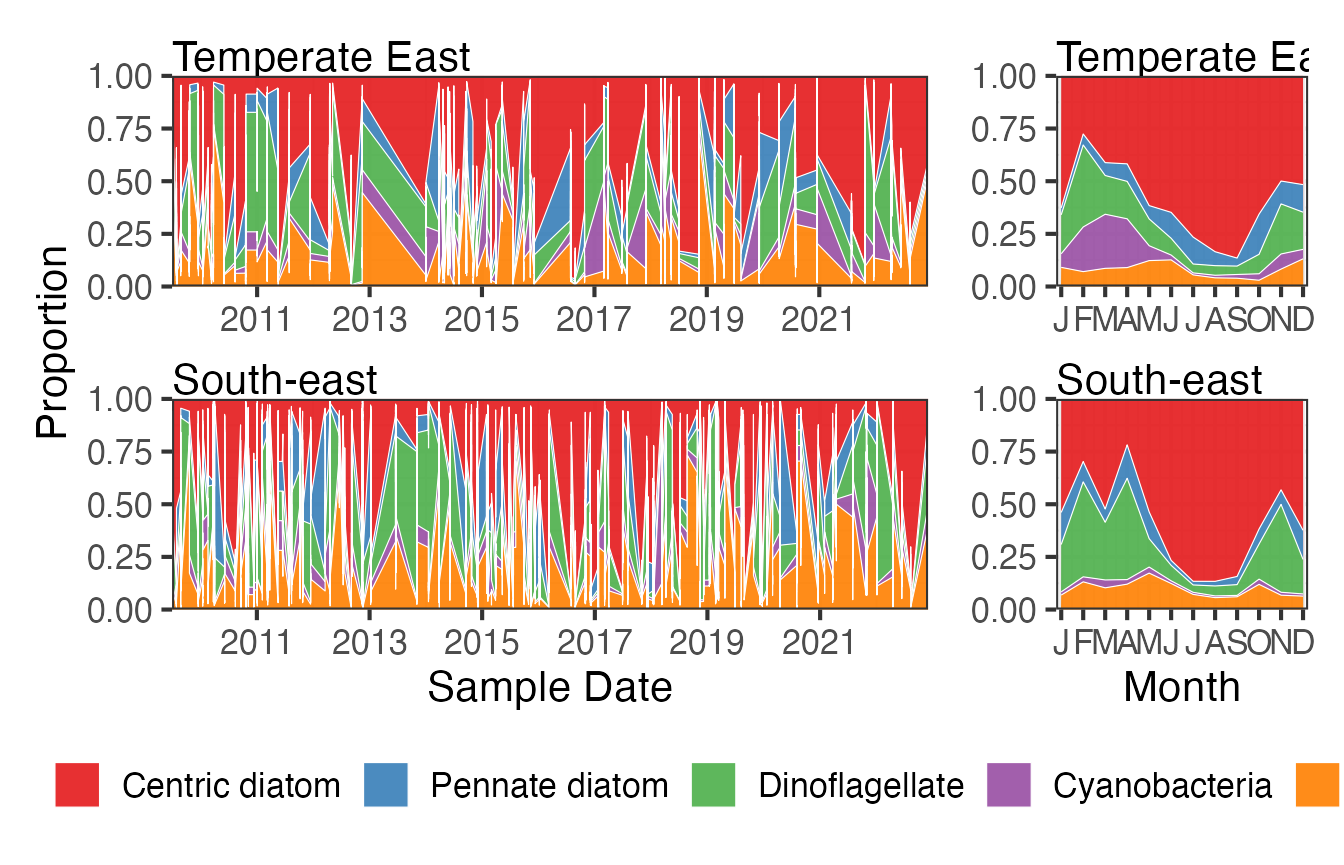 Temperate East
1.00
0.75
0.50
0.25
0.00
2011 2013 2015 2017 2019 2021
Temperate Ea
1.00
0.75
0.50
0.25
0.00
J F M A M J J A S O N D
Proportion
South-east
1.00
0.75
0.50
0.25
0.00
2011 2013 2015 2017 2019 2021
Sample Date
South-east
1.00
0.75
0.50
0.25
0.00
J F M A M J J A S O N D
Month
Centric diatom Pennate diatom Dinoflagellate Cyanobacteria